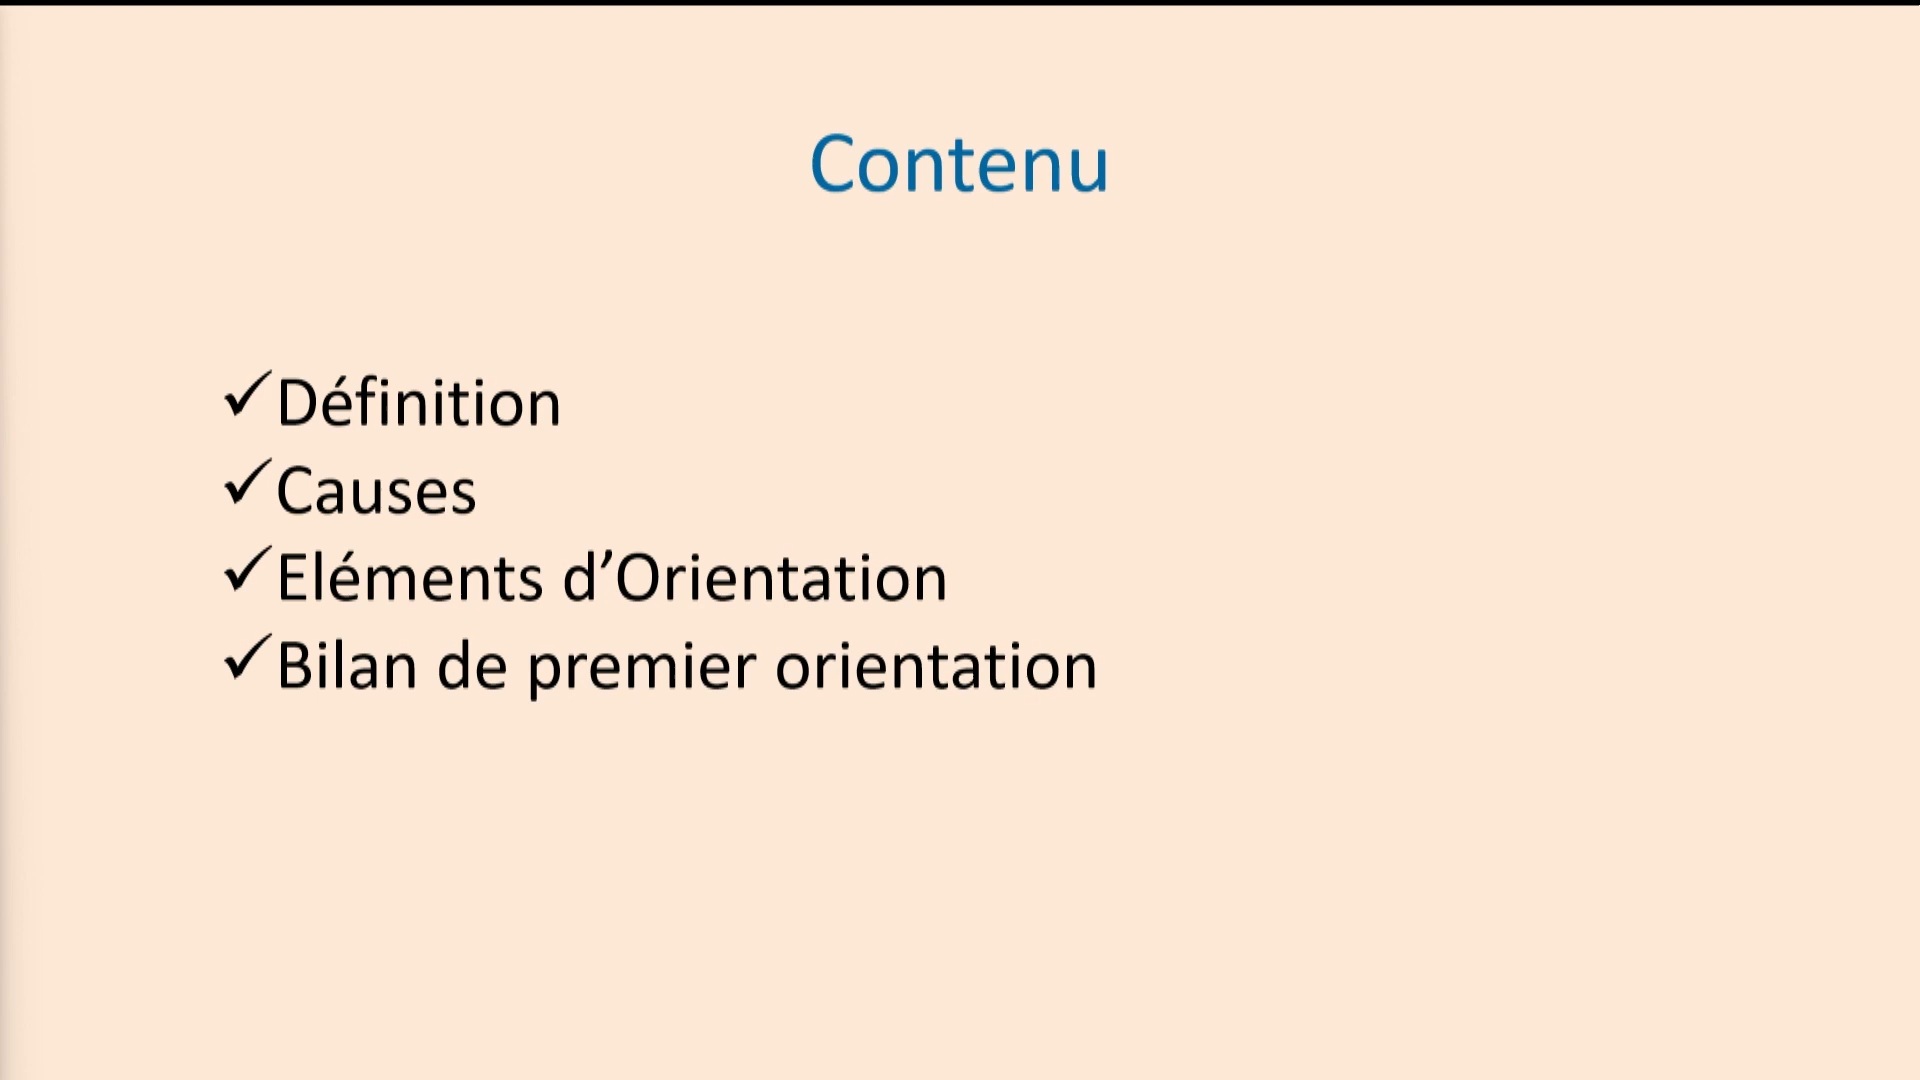 Contenu
✓Définition
✓Causes
✓Eléments d’Orientation
✓Bilan de premier orientation